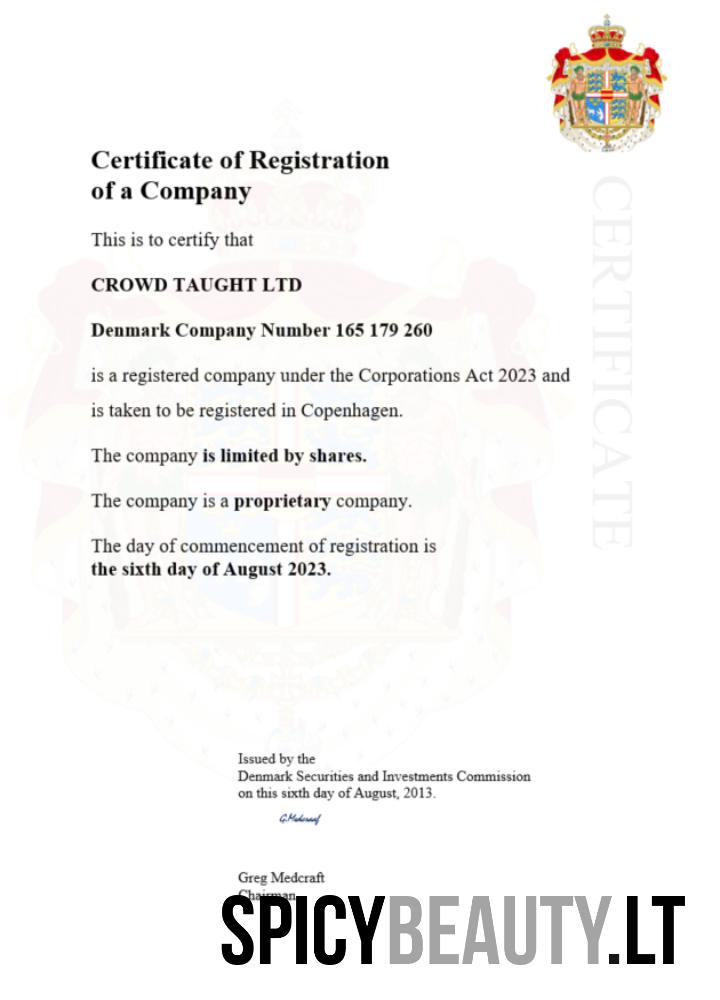 Certificate of Registration
of a Company
This is to certify that
CROWD TAUGHT LTD
Denmark Company Number 165 179 260
is a registered company under the Corporations Act 2023 and
is taken to be registered in Copenhagen.
The company is limited by shares.
The company is a proprietary company.
The day of commencement of registration is
the sixth day of August 2023.
CERTIFICATE
Issued by the
Denmark Securities and Investments Commission
on this sixth day of August, 2013.
G.Medcraft
Greg Medcraft
Chairman
SPICYBEAUTY.LT